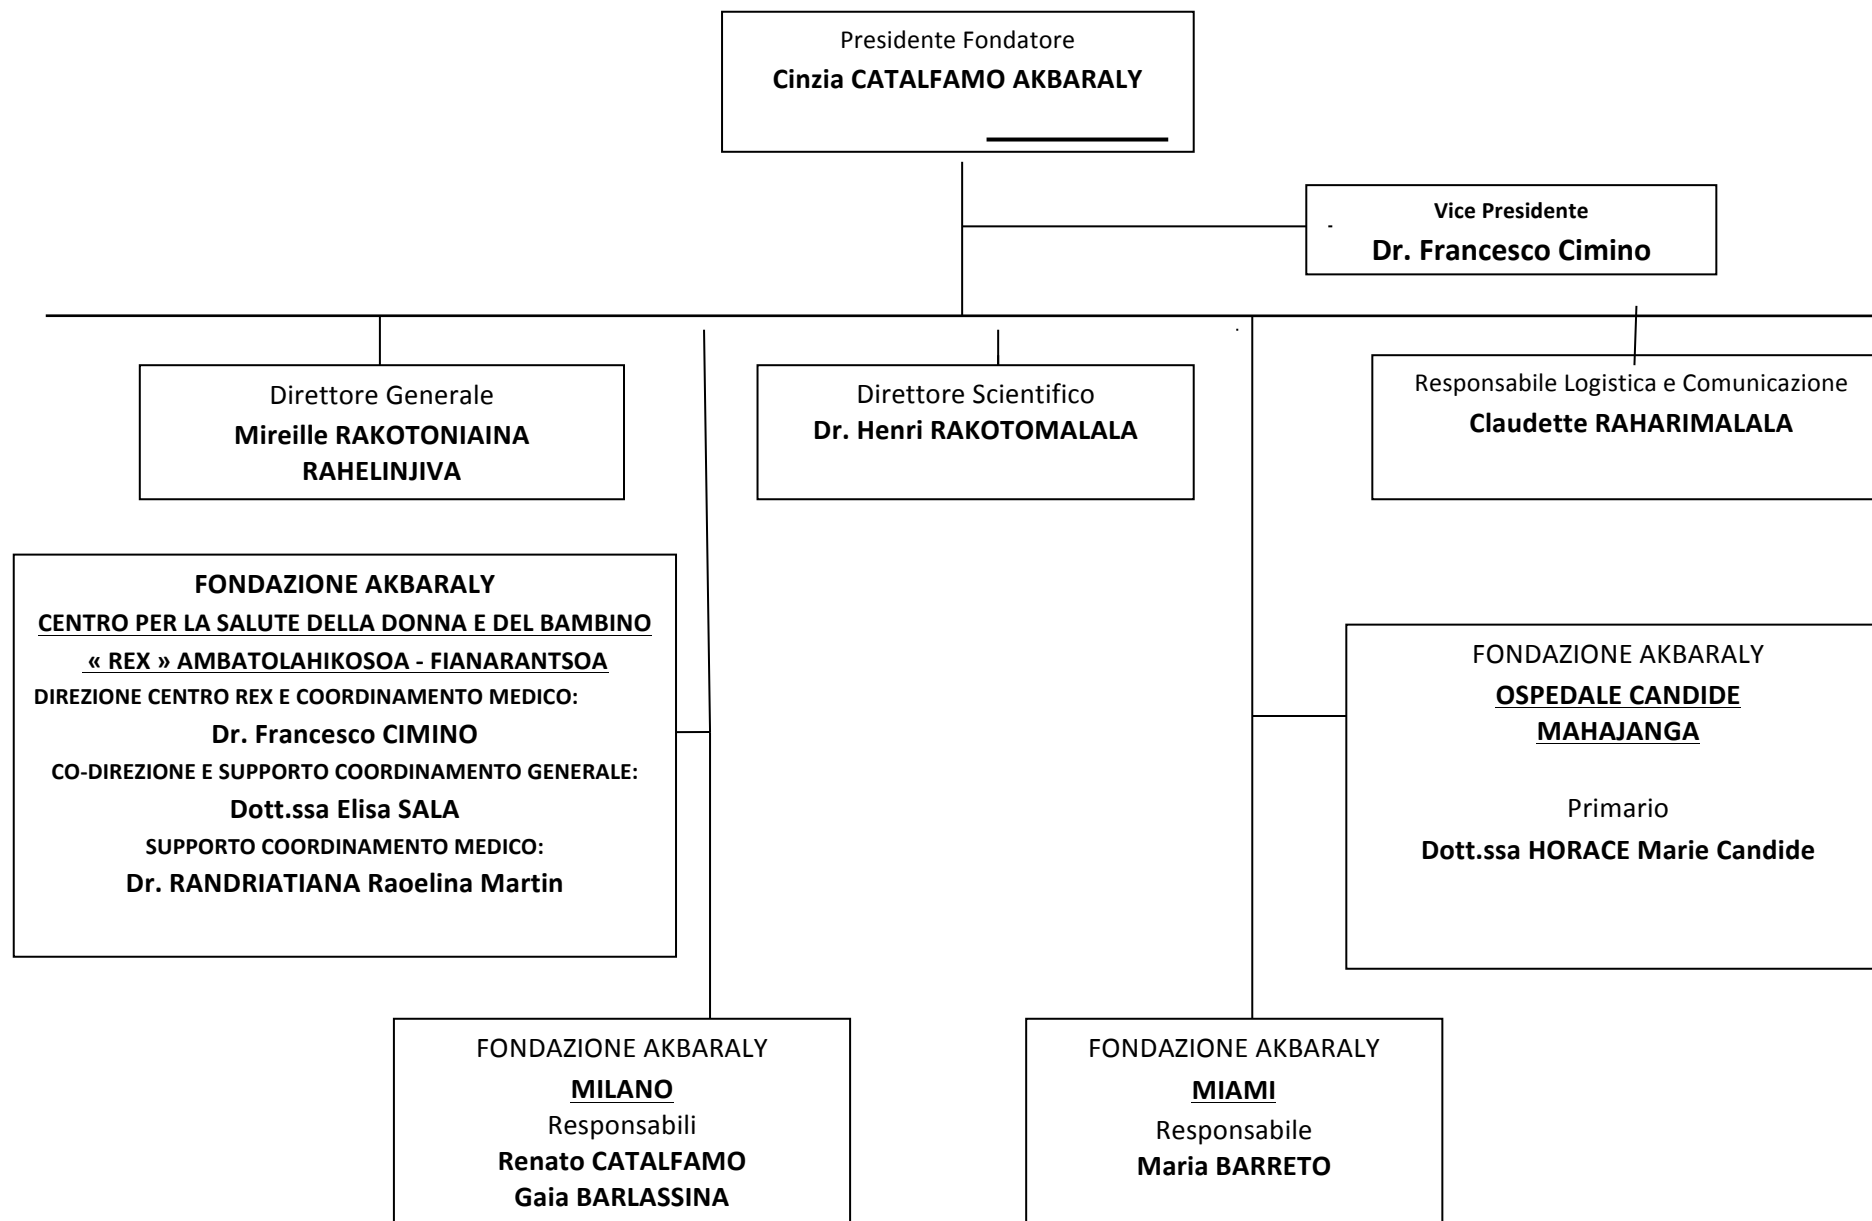 Presidente Fondatore
Cinzia CATALFAMO AKBARALY
Vice Presidente
Dr. Francesco Cimino
Direttore Generale
Mireille RAKOTONIAINA
RAHELINJIVA
Direttore Scientifico
Dr. Henri RAKOTOMALALA
Responsabile Logistica e Comunicazione
Claudette RAHARIMALALA
FONDAZIONE AKBARALY
CENTRO PER LA SALUTE DELLA DONNA E DEL BAMBINO
« REX » AMBATOLAHIKOSOA - FIANARANTSOA
DIREZIONE CENTRO REX E COORDINAMENTO MEDICO:
Dr. Francesco CIMINO
CO-DIREZIONE E SUPPORTO COORDINAMENTO GENERALE:
Dott.ssa Elisa SALA
SUPPORTO COORDINAMENTO MEDICO:
Dr. RANDRIATIANA Raoelina Martin
FONDAZIONE AKBARALY
OSPEDALE CANDIDE
MAHAJANGA
Primario
Dott.ssa HORACE Marie Candide
FONDAZIONE AKBARALY
MILANO
Responsabili
Renato CATALFAMO
Gaia BARLASSINA
FONDAZIONE AKBARALY
MIAMI
Responsabile
Maria BARRETO